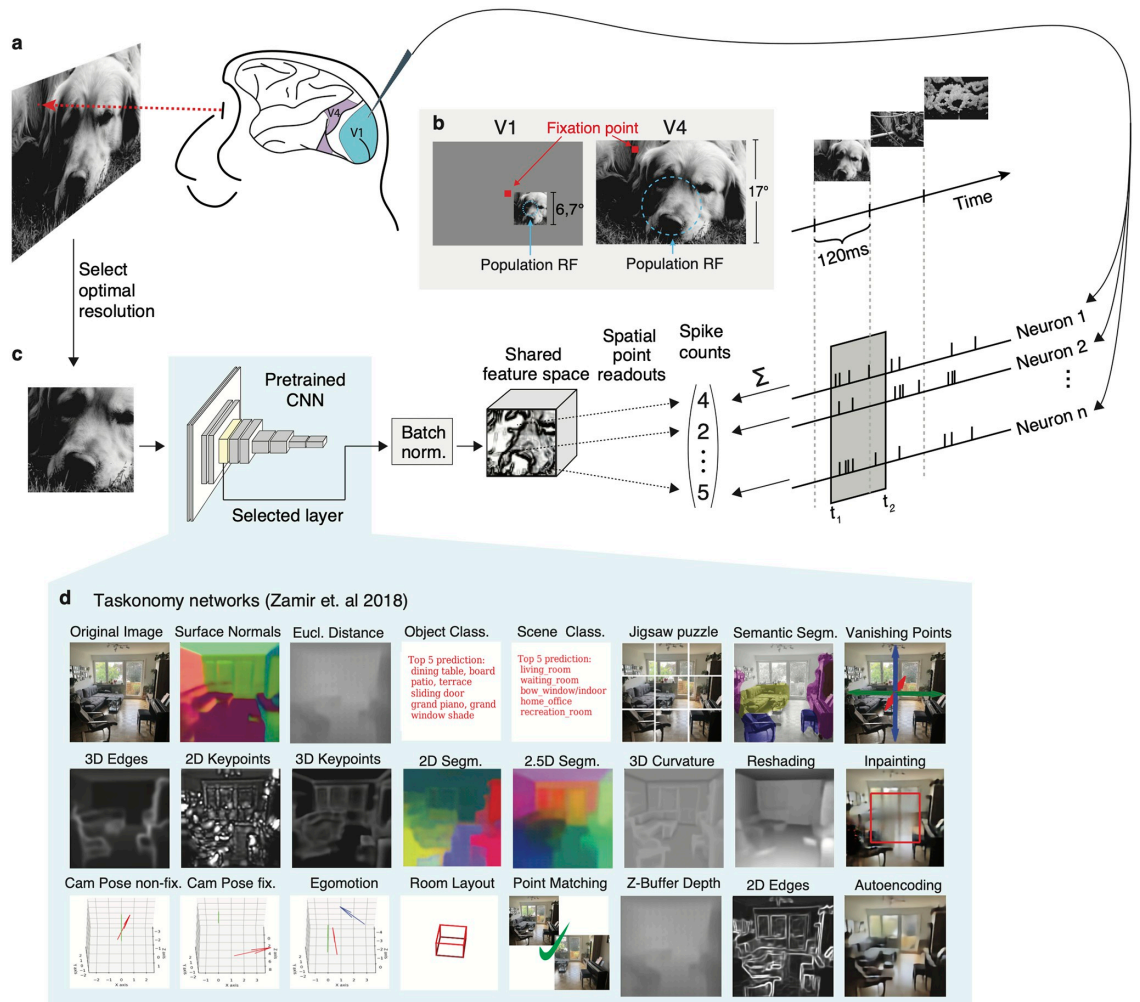 a
V4
V1
b
V1
Fixation point
V4
6,7°
17°
Population RF
Population RF
Time
120ms
Select
optimal
resolution
c
Pretrained
CNN
Selected layer
Batch
norm.
Shared
feature space
Spatial
point
readouts
Spike
counts
4
2
5
Σ
Neuron 1
Neuron 2
Neuron n
t1
t2
d Taskonomy networks (Zamir et. al 2018)
Original Image
Surface Normals
Eucl. Distance
Object Class.
Scene Class.
Jigsaw puzzle
Semantic Segm.
Vanishing Points
Top 5 prediction:
dining table, board
patio, terrace
sliding door
grand piano, grand
window shade
Top 5 prediction:
living_room
waiting_room
bow_window/indoor
home_office
recreation_room
3D Edges
2D Keypoints
3D Keypoints
2D Segm.
2.5D Segm.
3D Curvature
Reshading
Inpainting
Cam Pose non-fix.
Cam Pose fix.
Egomotion
Room Layout
Point Matching
Z-Buffer Depth
2D Edges
Autoencoding
X axis
X axis
X axis